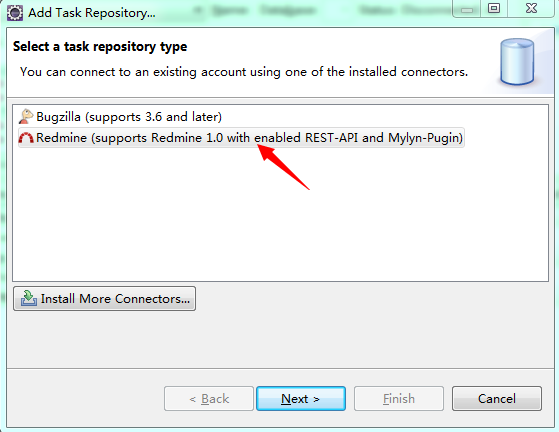 Add Task Repository...
Select a task repository type
You can connect to an existing account using one of the installed connectors.
Bugzilla (supports 3.6 and later)
Redmine (supports Redmine 1.0 with enabled REST-API and Mylyn-Pugin)
Install More Connectors...
< Back
Next >
Finish
Cancel